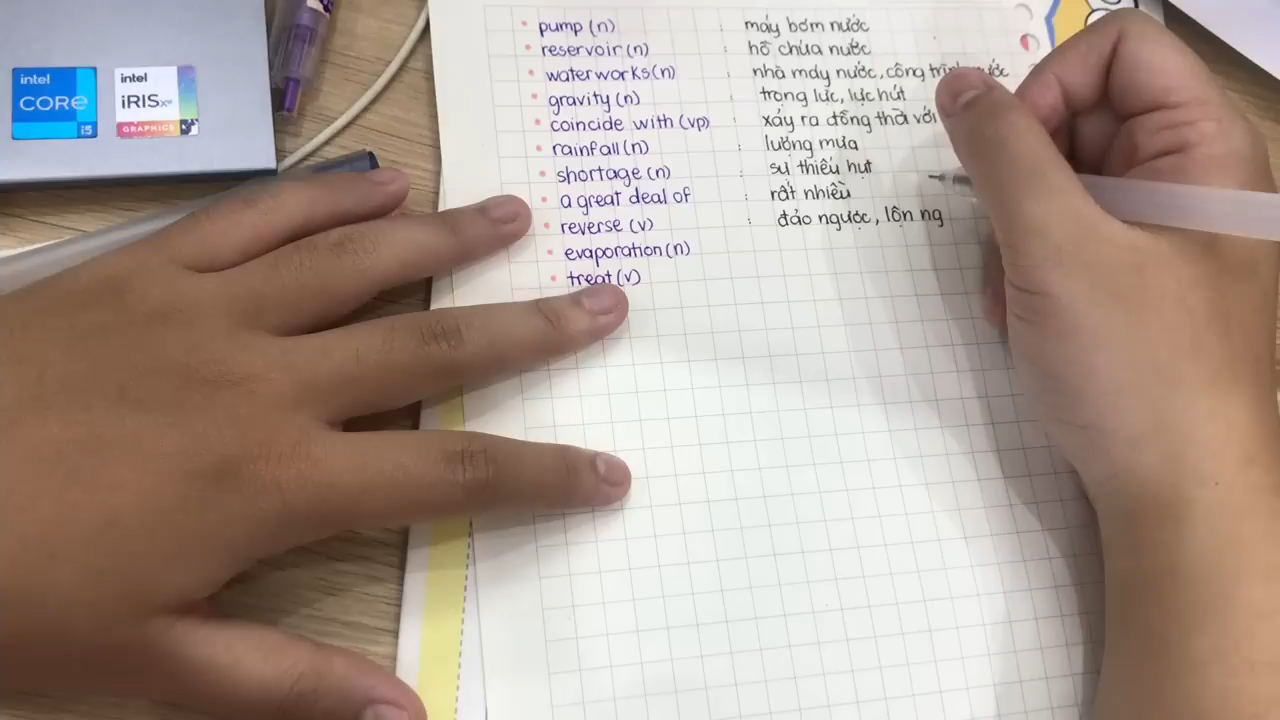 intel
CORE
i5
intel
iRIS xe
GRAPHICS
pump (n) : máy bơm nước
reservoir (n) : hồ chứa nước
waterworks (n) : nhà máy nước, công trình nước
gravity (n) : trọng lực, lực hút
coincide with (vp) : xảy ra đồng thời với
rainfall (n) : lượng mưa
shortage (n) : sự thiếu hụt
a great deal of : rất nhiều
reverse (v) : đảo ngược, lộn ng
evaporation (n)
treat (v)